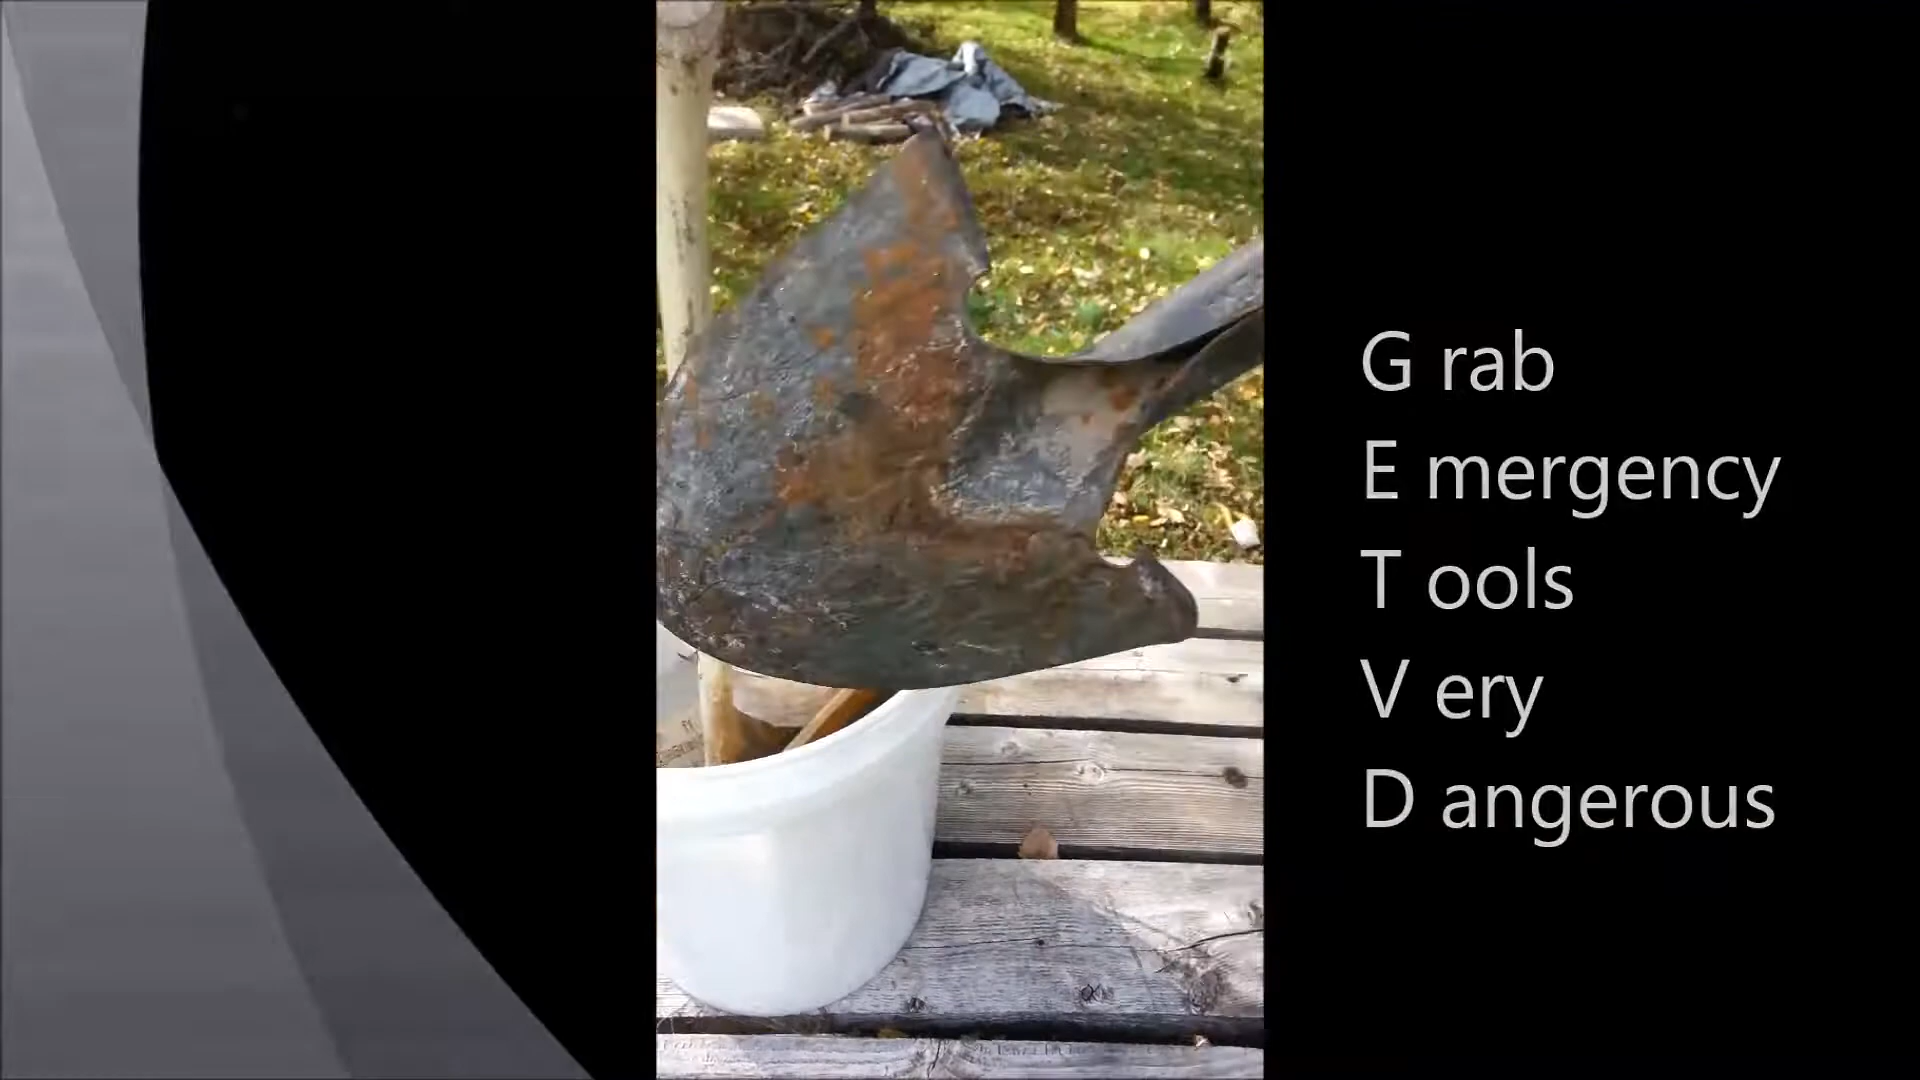 G rab
E mergency
T ools
V ery
D angerous